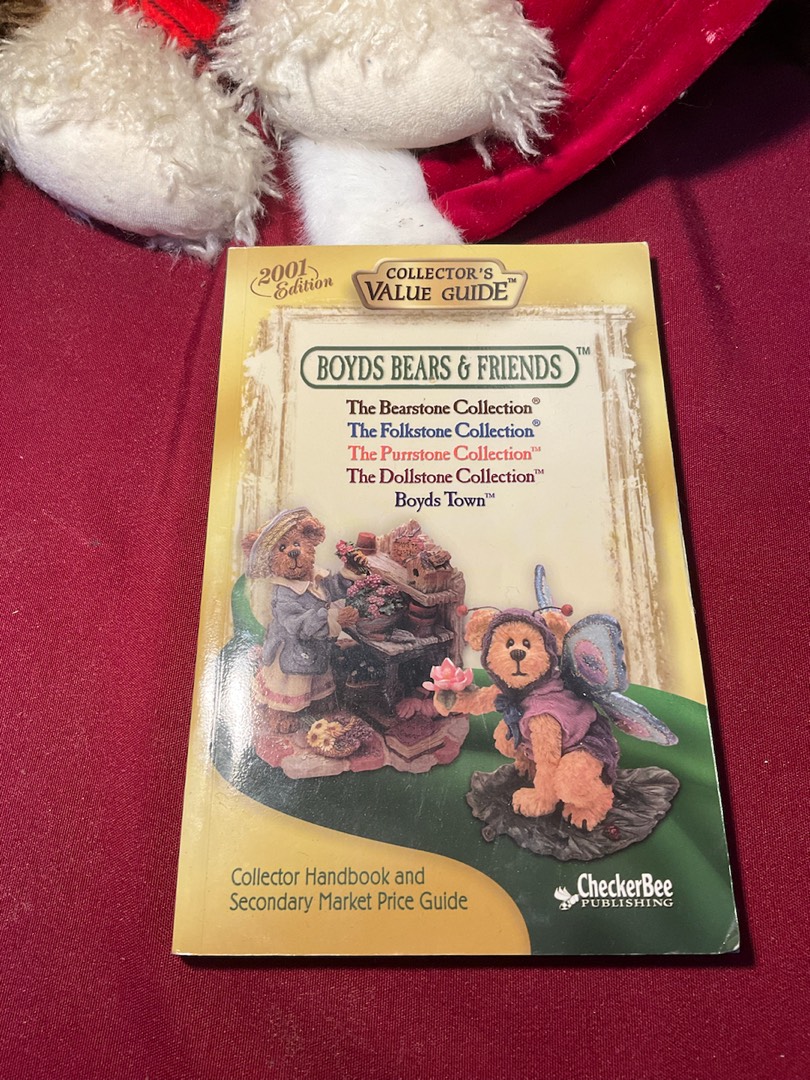 2001
Edition
COLLECTOR'S
VALUE GUIDE™
BOYDS BEARS & FRIENDS™
The Bearstone Collection®
The Folkstone Collection®
The Purrstone Collection™
The Dollstone Collection™
Boyds Town™
Collector Handbook and
Secondary Market Price Guide
CheckerBee
PUBLISHING